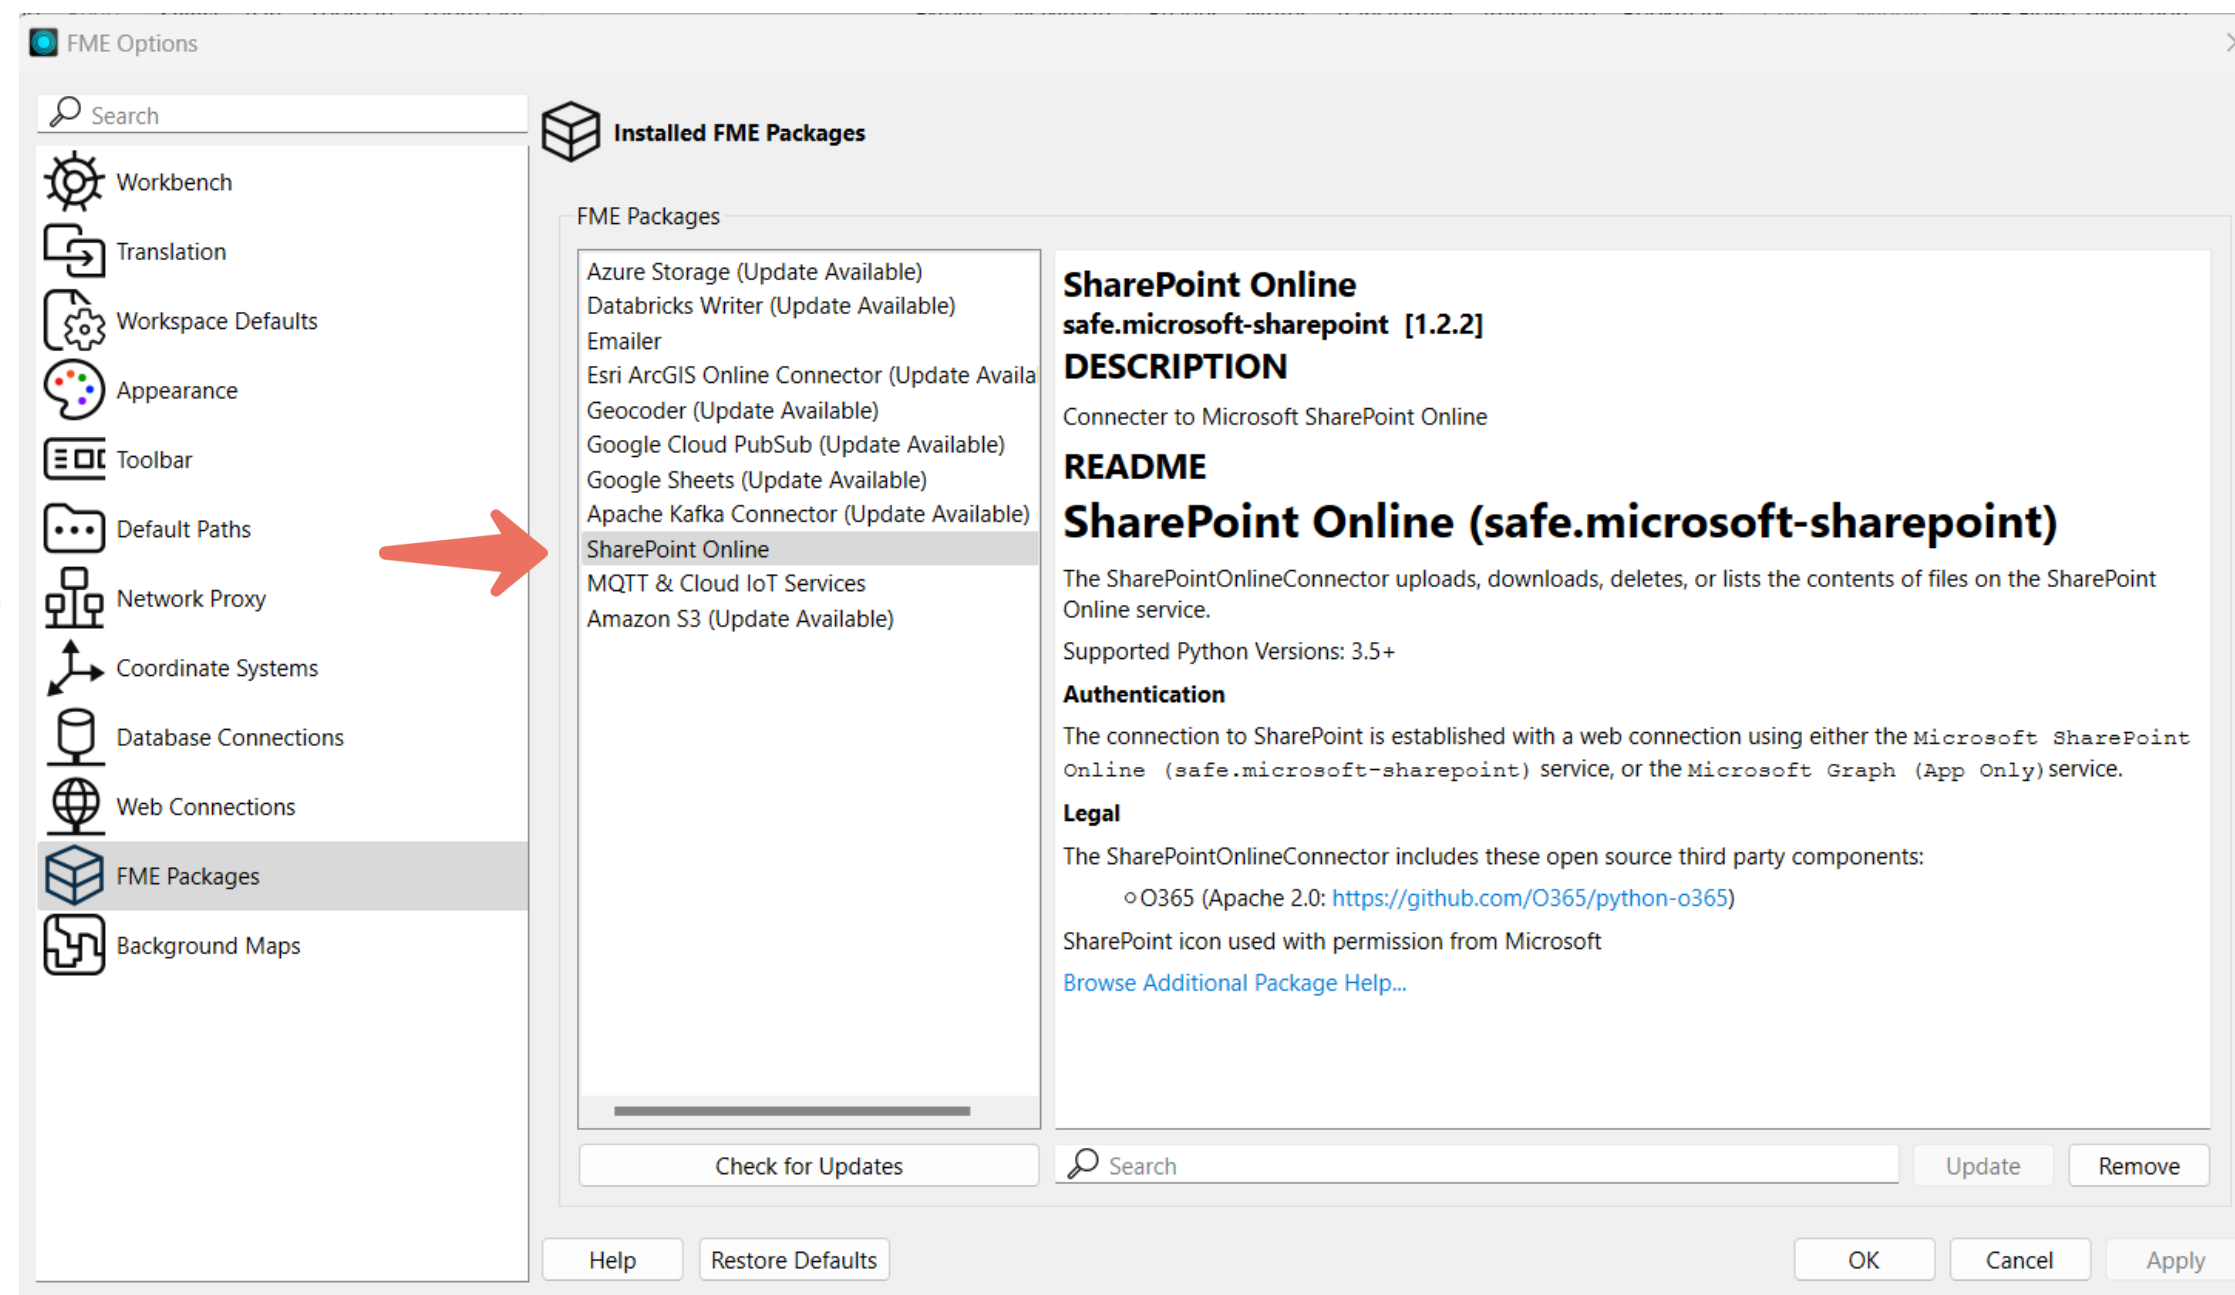 FME Options
Search
Workbench
Translation
Workspace Defaults
Appearance
Toolbar
Default Paths
Network Proxy
Coordinate Systems
Database Connections
Web Connections
FME Packages
Background Maps
Installed FME Packages
FME Packages
Azure Storage (Update Available)
Databricks Writer (Update Available)
Emailer
Esri ArcGIS Online Connector (Update Availa
Geocoder (Update Available)
Google Cloud PubSub (Update Available)
Google Sheets (Update Available)
Apache Kafka Connector (Update Available)
SharePoint Online
MQTT & Cloud IoT Services
Amazon S3 (Update Available)
Check for Updates
SharePoint Online
safe.microsoft-sharepoint [1.2.2]
DESCRIPTION
Connecter to Microsoft SharePoint Online
README
SharePoint Online (safe.microsoft-sharepoint)
The SharePointOnlineConnector uploads, downloads, deletes, or lists the contents of files on the SharePoint
Online service.
Supported Python Versions: 3.5+
Authentication
The connection to SharePoint is established with a web connection using either the Microsoft SharePoint
Online (safe.microsoft-sharepoint) service, or the Microsoft Graph (App Only) service.
Legal
The SharePointOnlineConnector includes these open source third party components:
O365 (Apache 2.0: https://github.com/O365/python-o365)
SharePoint icon used with permission from Microsoft
Browse Additional Package Help...
Search
Update
Remove
Help
Restore Defaults
OK
Cancel
Apply